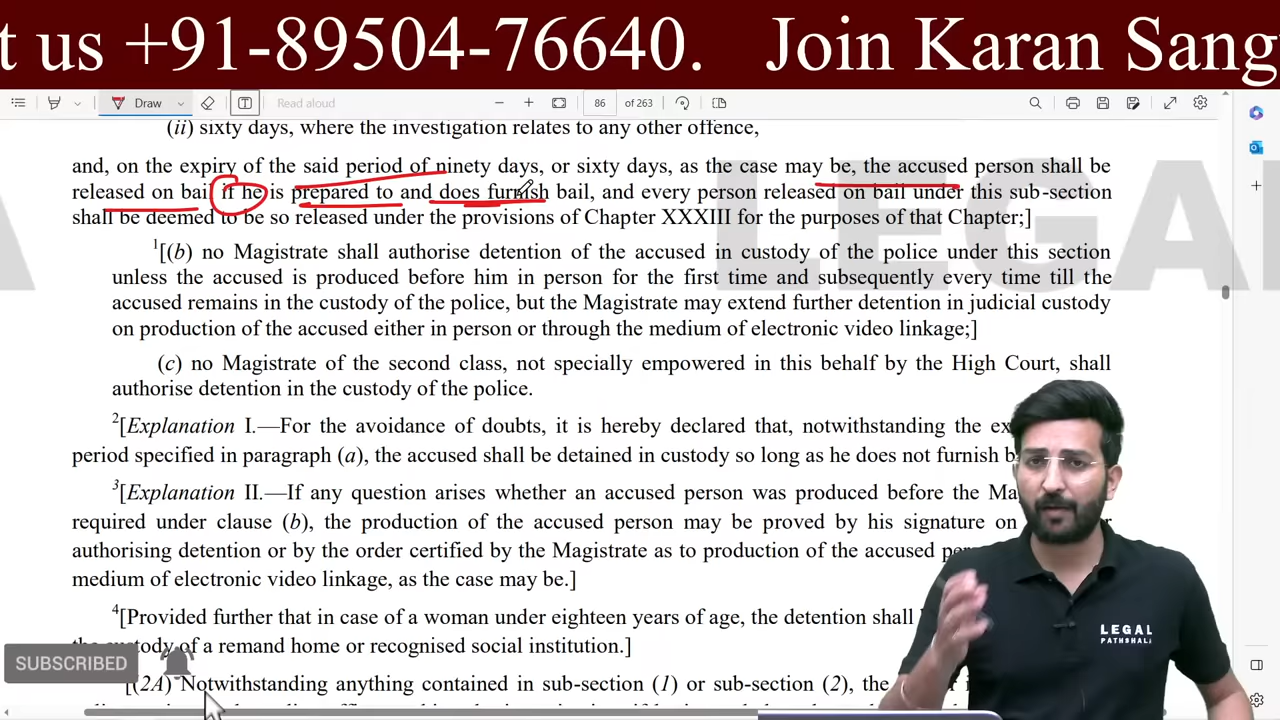 t us +91-89504-76640. Join Karan Sang
Draw
Read aloud
86 of 263
(ii) sixty days, where the investigation relates to any other offence,
and, on the expiry of the said period of ninety days, or sixty days, as the case may be, the accused person shall be
released on bail if he is prepared to and does furnish bail, and every person released on bail under this sub-section
shall be deemed to be so released under the provisions of Chapter XXXIII for the purposes of that Chapter;]
1[(b) no Magistrate shall authorise detention of the accused in custody of the police under this section
unless the accused is produced before him in person for the first time and subsequently every time till the
accused remains in the custody of the police, but the Magistrate may extend further detention in judicial custody
on production of the accused either in person or through the medium of electronic video linkage;]
(c) no Magistrate of the second class, not specially empowered in this behalf by the High Court, shall
authorise detention in the custody of the police.
2[Explanation I.—For the avoidance of doubts, it is hereby declared that, notwithstanding the ex
period specified in paragraph (a), the accused shall be detained in custody so long as he does not furnish b
3[Explanation II.—If any question arises whether an accused person was produced before the Ma
required under clause (b), the production of the accused person may be proved by his signature on
authorising detention or by the order certified by the Magistrate as to production of the accused pe
medium of electronic video linkage, as the case may be.]
4[Provided further that in case of a woman under eighteen years of age, the detention shall
the custody of a remand home or recognised social institution.]
[(2A) Notwithstanding anything contained in sub-section (1) or sub-section (2), the
LEGAL
LEGAL
PATHSHALA
SUBSCRIBED